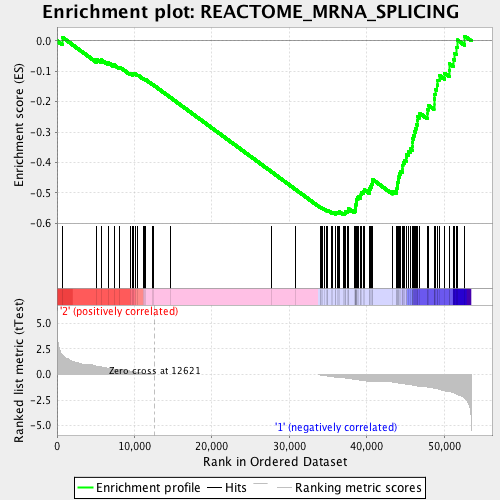 Enrichment plot: REACTOME_MRNA_SPLICING
Enrichment score (ES)
0.0
-0.1
-0.2
-0.3
-0.4
-0.5
-0.6
'2' (positively correlated)
Ranked list metric (tTest)
5.0
2.5
0.0
-2.5
-5.0
Zero cross at 12621
'1' (negatively correlated)
0
10,000
20,000
30,000
40,000
50,000
Rank in Ordered Dataset
Enrichment profile
Hits
Ranking metric scores